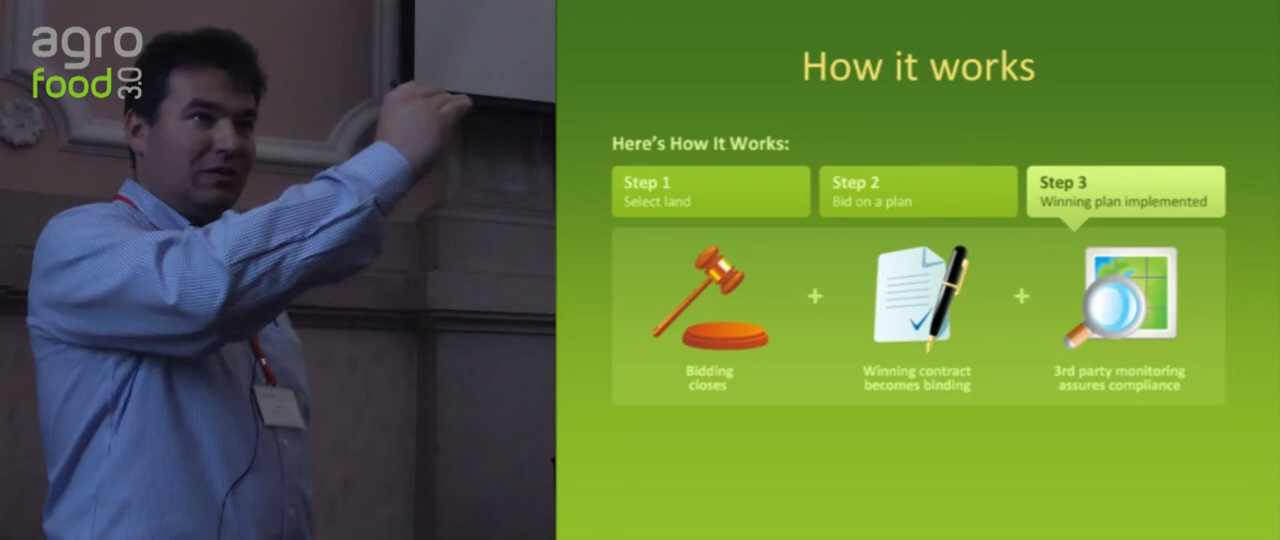 agro
food 3.0
How it works
Here's How It Works:
Step 1
Select land
Step 2
Bid on a plan
Step 3
Winning plan implemented
+
+
Bidding
closes
Winning contract
becomes binding
3rd party monitoring
assures compliance